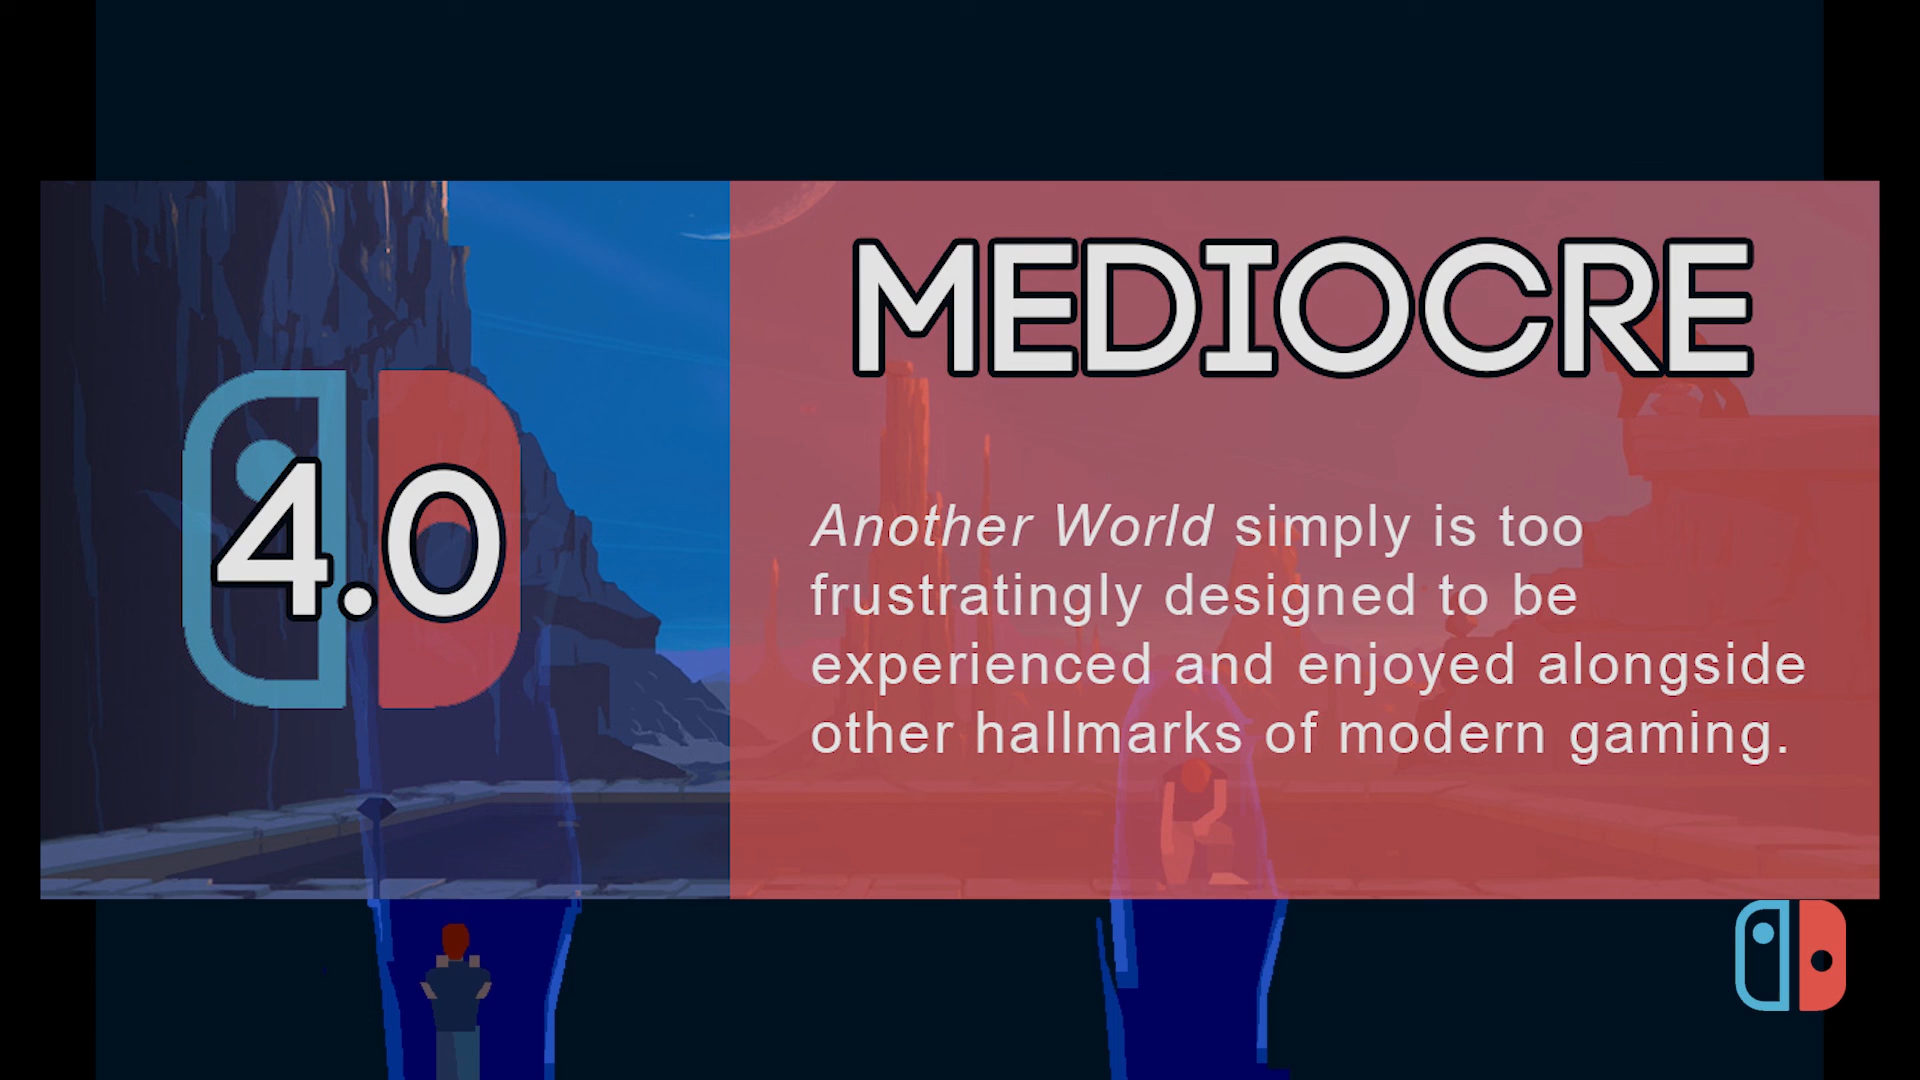 MEDIOCRE
4.0
Another World simply is too
frustratingly designed to be
experienced and enjoyed alongside
other hallmarks of modern gaming.